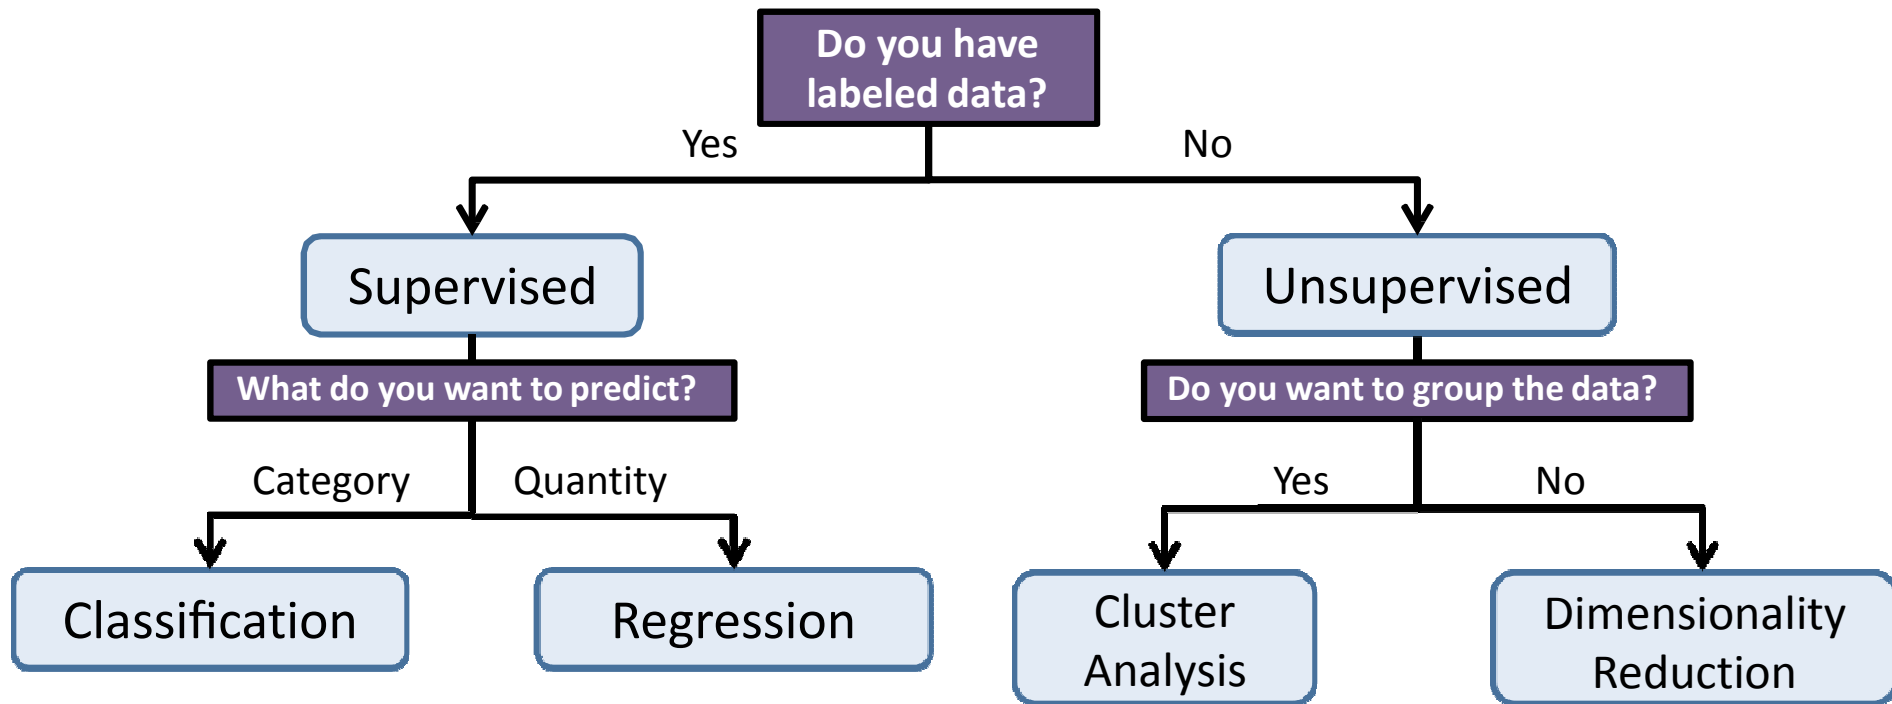 Do you have
labeled data?
Yes
No
Supervised
Unsupervised
What do you want to predict?
Do you want to group the data?
Category
Quantity
Yes
No
Classification
Regression
Cluster
Analysis
Dimensionality
Reduction